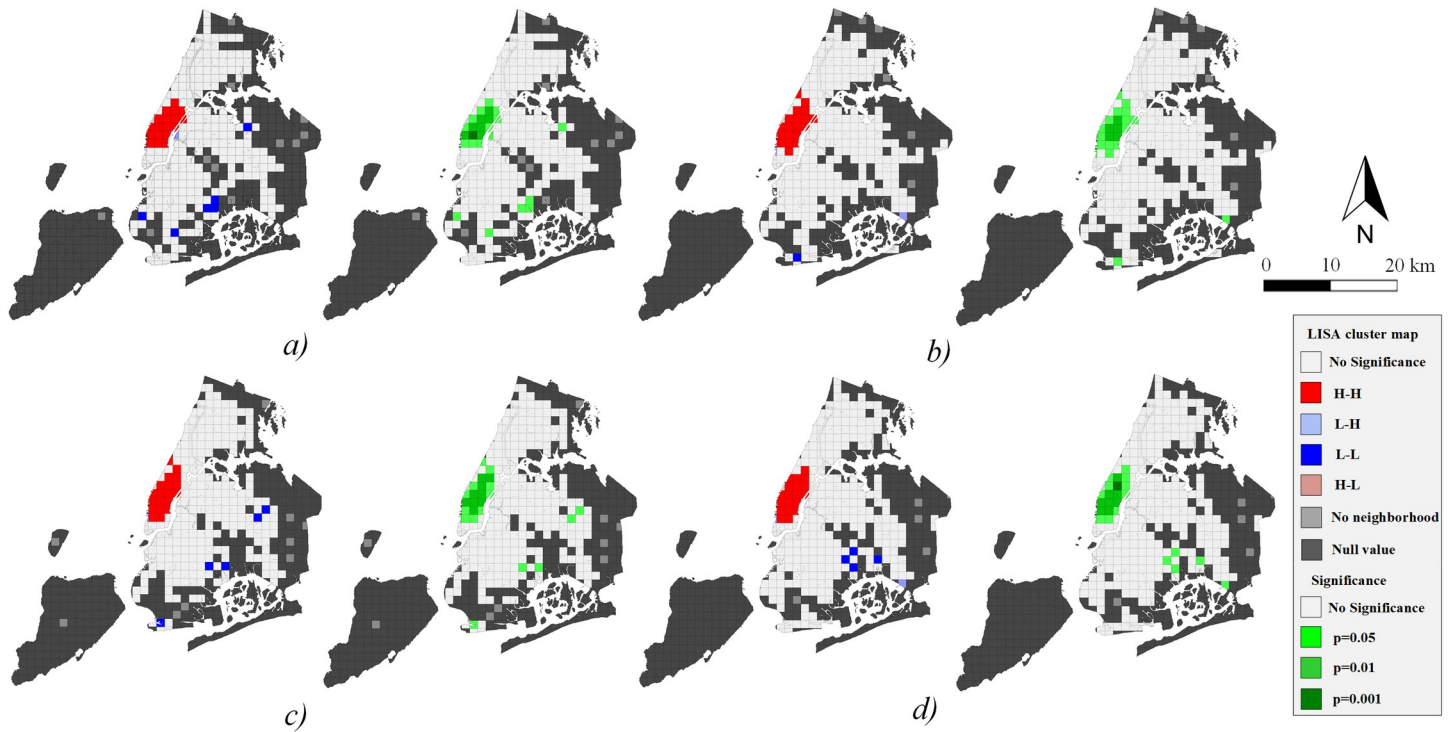 N
0 10 20 km
a)
b)
LISA cluster map
No Significance
H-H
L-H
L-L
H-L
No neighborhood
Null value
Significance
No Significance
p=0.05
p=0.01
p=0.001
c)
d)